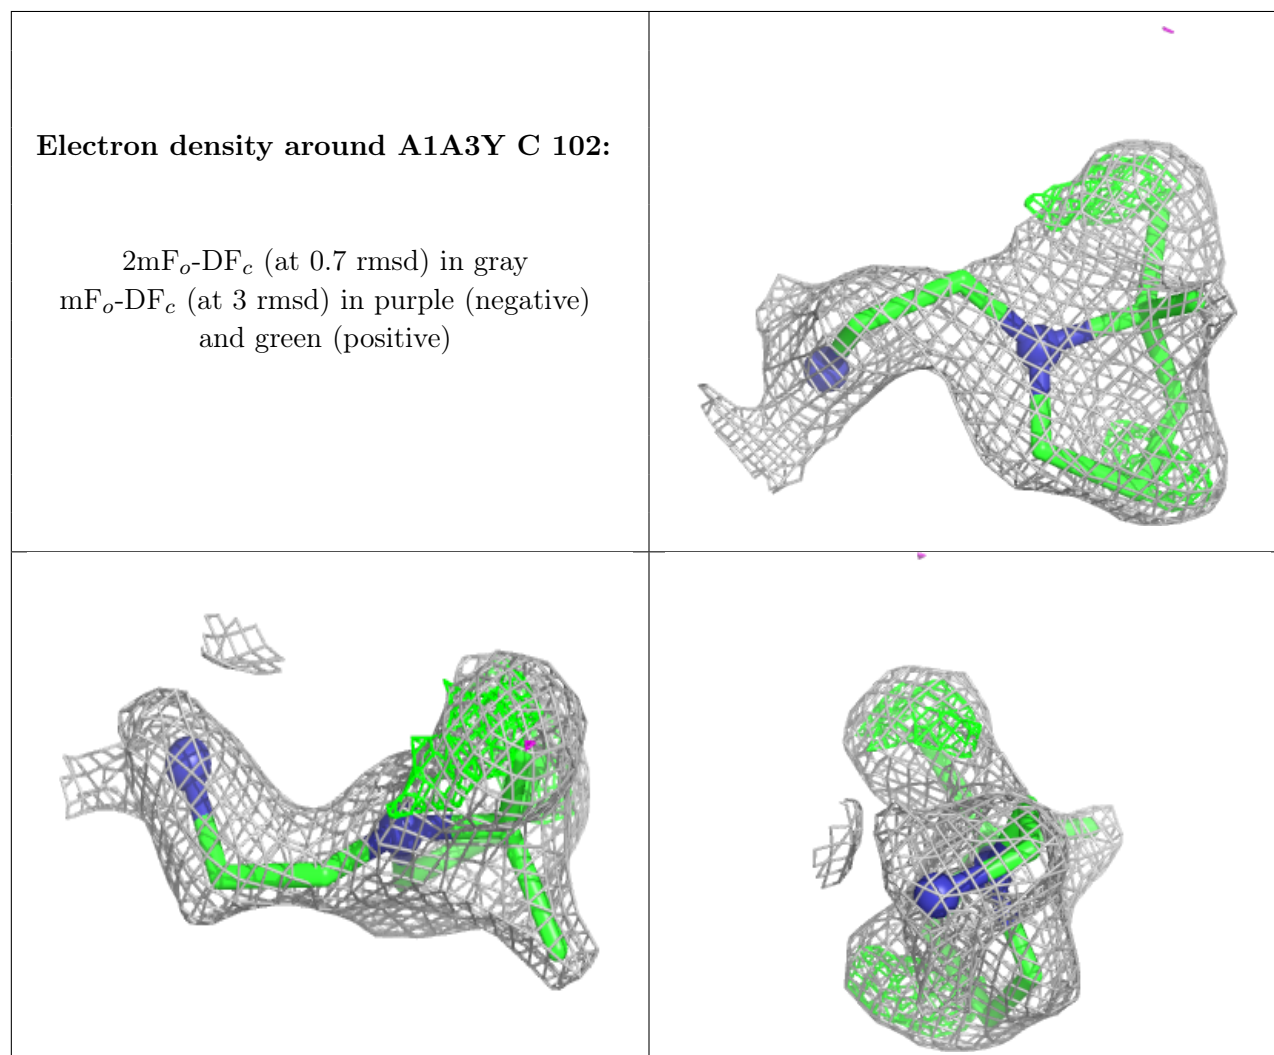 Electron density around A1A3Y C 102:
2mFₒ-DF𝒸 (at 0.7 rmsd) in gray
mFₒ-DF𝒸 (at 3 rmsd) in purple (negative)
and green (positive)